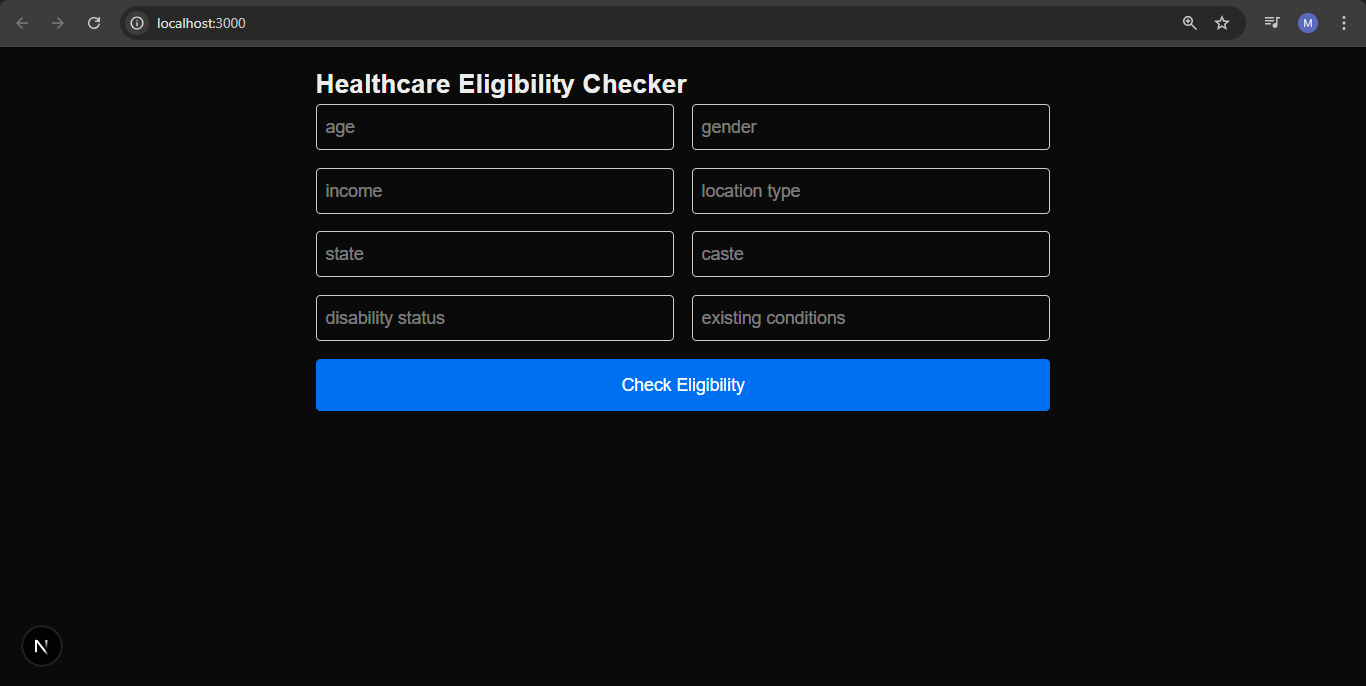 localhost:3000
M
Healthcare Eligibility Checker
age
gender
income
location type
state
caste
disability status
existing conditions
Check Eligibility
N